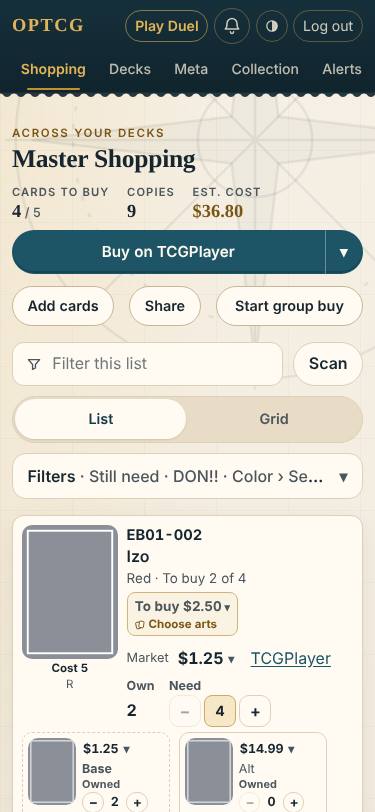 OPTCG
Play Duel
Log out
Shopping Decks Meta Collection Alerts
ACROSS YOUR DECKS
Master Shopping
CARDS TO BUY COPIES EST. COST
4 / 5 9 $36.80
Buy on TCGPlayer ▼
Add cards Share Start group buy
Filter this list Scan
List Grid
Filters · Still need · DON!! · Color › Se... ▼
EB01-002
Izo
Red · To buy 2 of 4
To buy $2.50 ▾
Choose arts
Cost 5
R
Market $1.25 ▾ TCGPlayer
Own Need
2 − 4 +
$1.25 ▾ $14.99 ▾
Base Alt
Owned Owned
− 2 + − 0 +